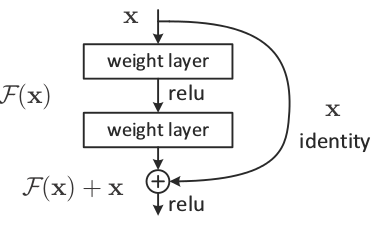 x
weight layer
F(x)
relu
x
weight layer
identity
F(x) + x
+
relu